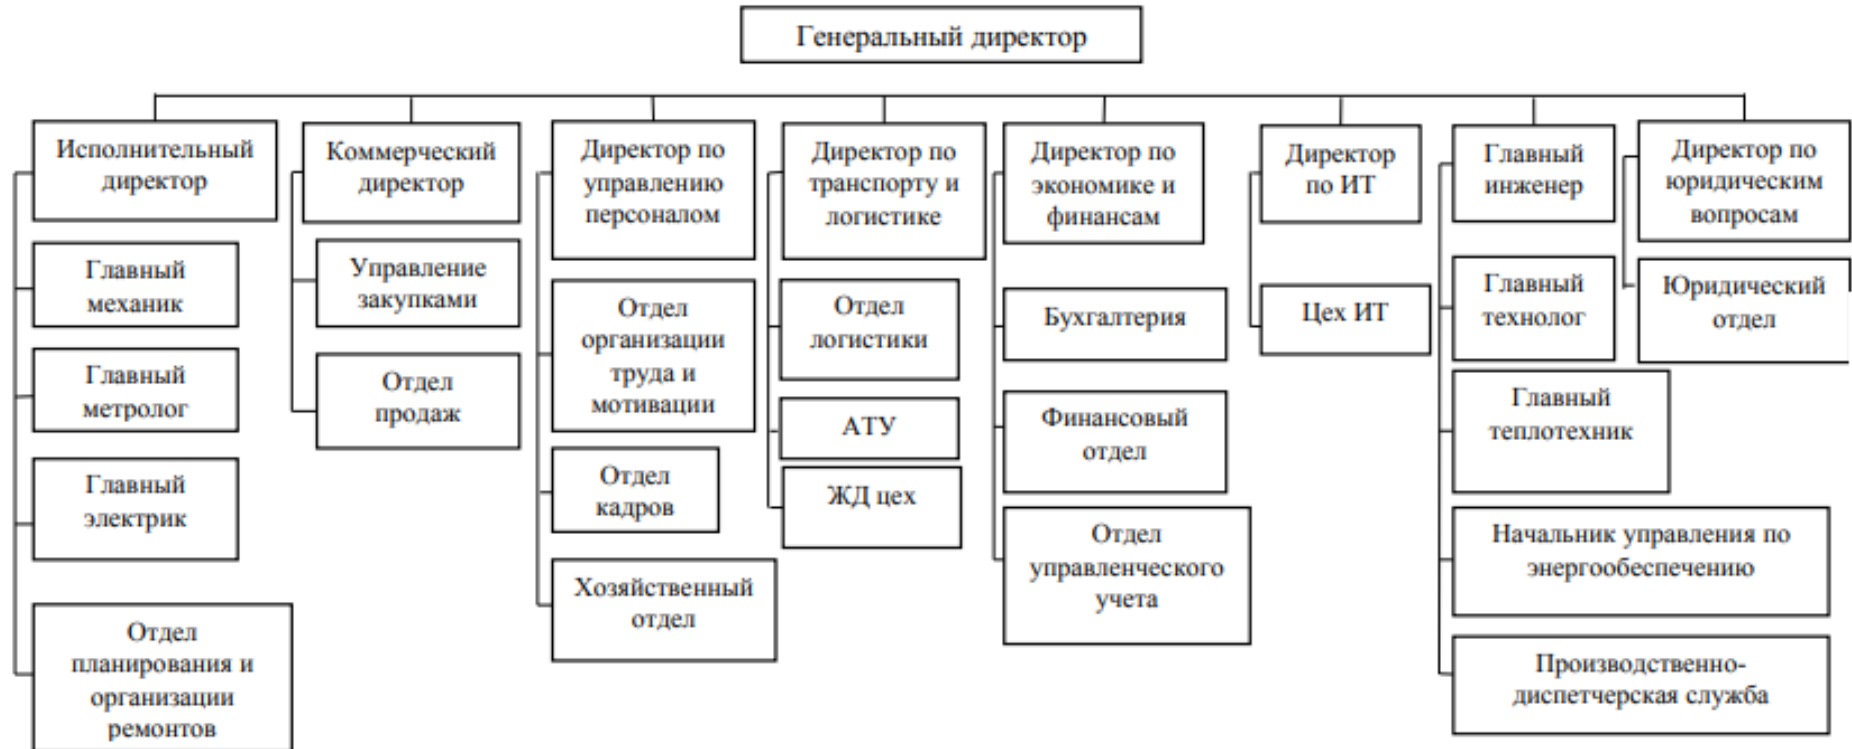 Генеральный директор
Исполнительный
директор
Главный
механик
Главный
метролог
Главный
электрик
Отдел
планирования и
организации
ремонтов
Коммерческий
директор
Управление
закупками
Отдел
продаж
Директор по
управлению
персоналом
Отдел
организации
труда и
мотивации
Отдел
кадров
Хозяйственный
отдел
Директор по
транспорту и
логистике
Отдел
логистики
АТУ
ЖД цех
Директор по
экономике и
финансам
Бухгалтерия
Финансовый
отдел
Отдел
управленческого
учета
Директор
по ИТ
Цех ИТ
Главный
инженер
Главный
технолог
Главный
теплотехник
Начальник управления по
энергообеспечению
Производственно-
диспетчерская служба
Директор по
юридическим
вопросам
Юридический
отдел